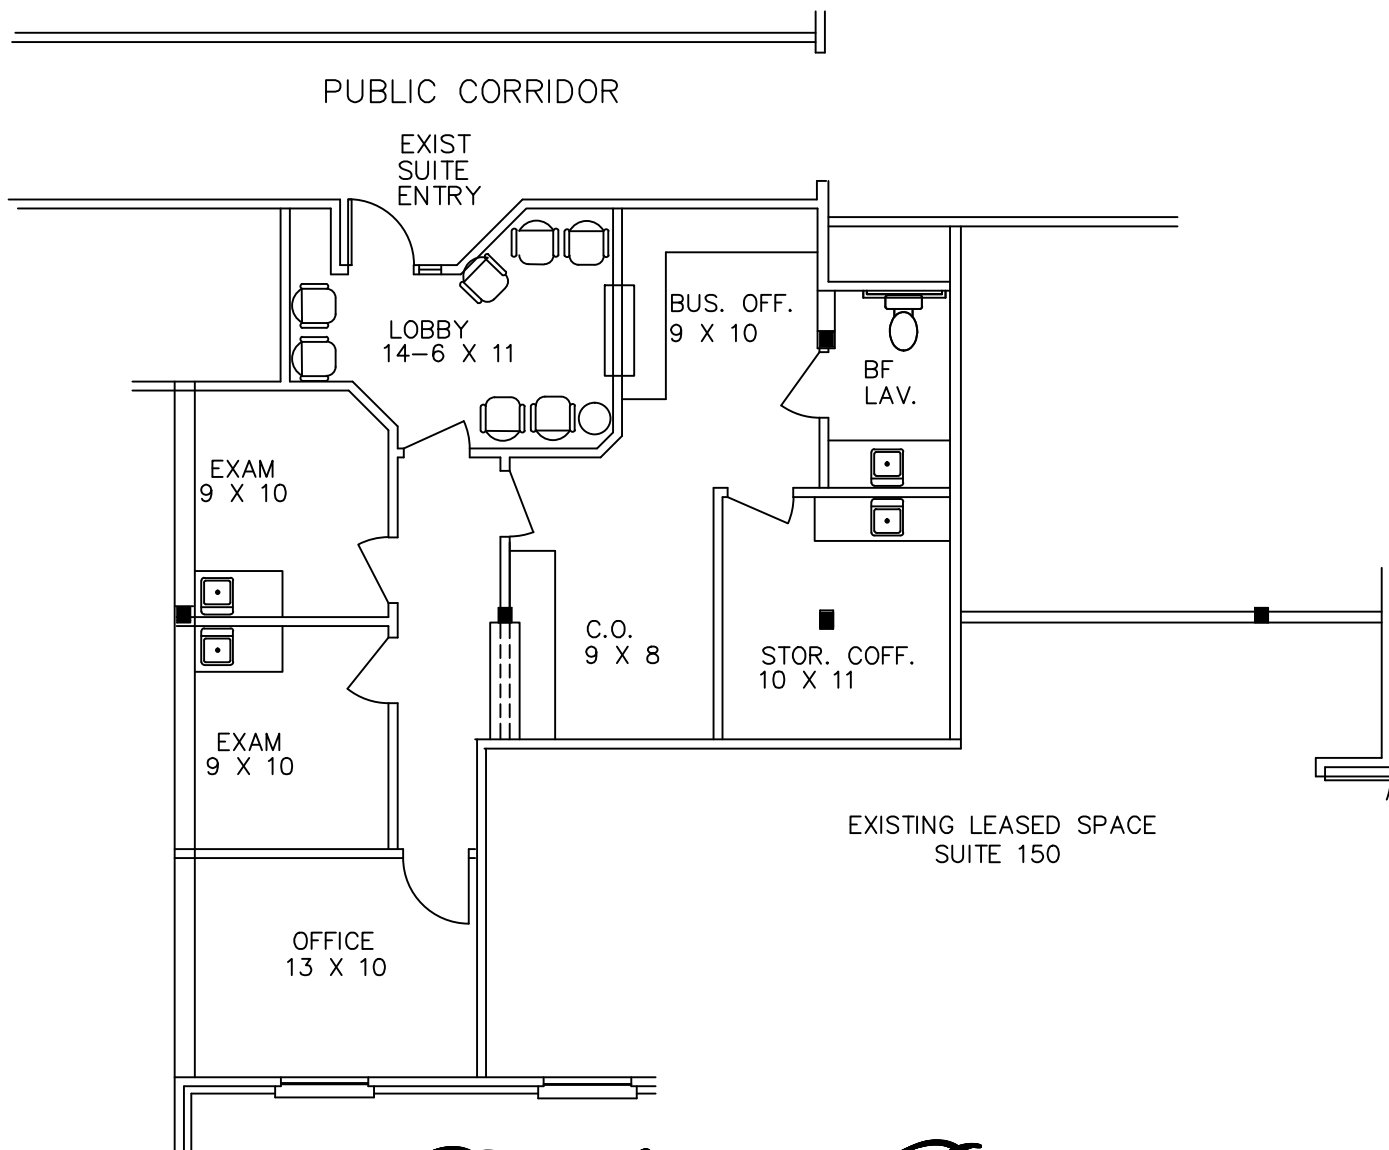 PUBLIC CORRIDOR
EXIST
SUITE
ENTRY
BUS. OFF.
9 X 10
LOBBY
14-6 X 11
BF
LAV.
EXAM
9 X 10
C.O.
9 X 8
STOR. COFF.
10 X 11
EXAM
9 X 10
EXISTING LEASED SPACE
SUITE 150
OFFICE
13 X 10